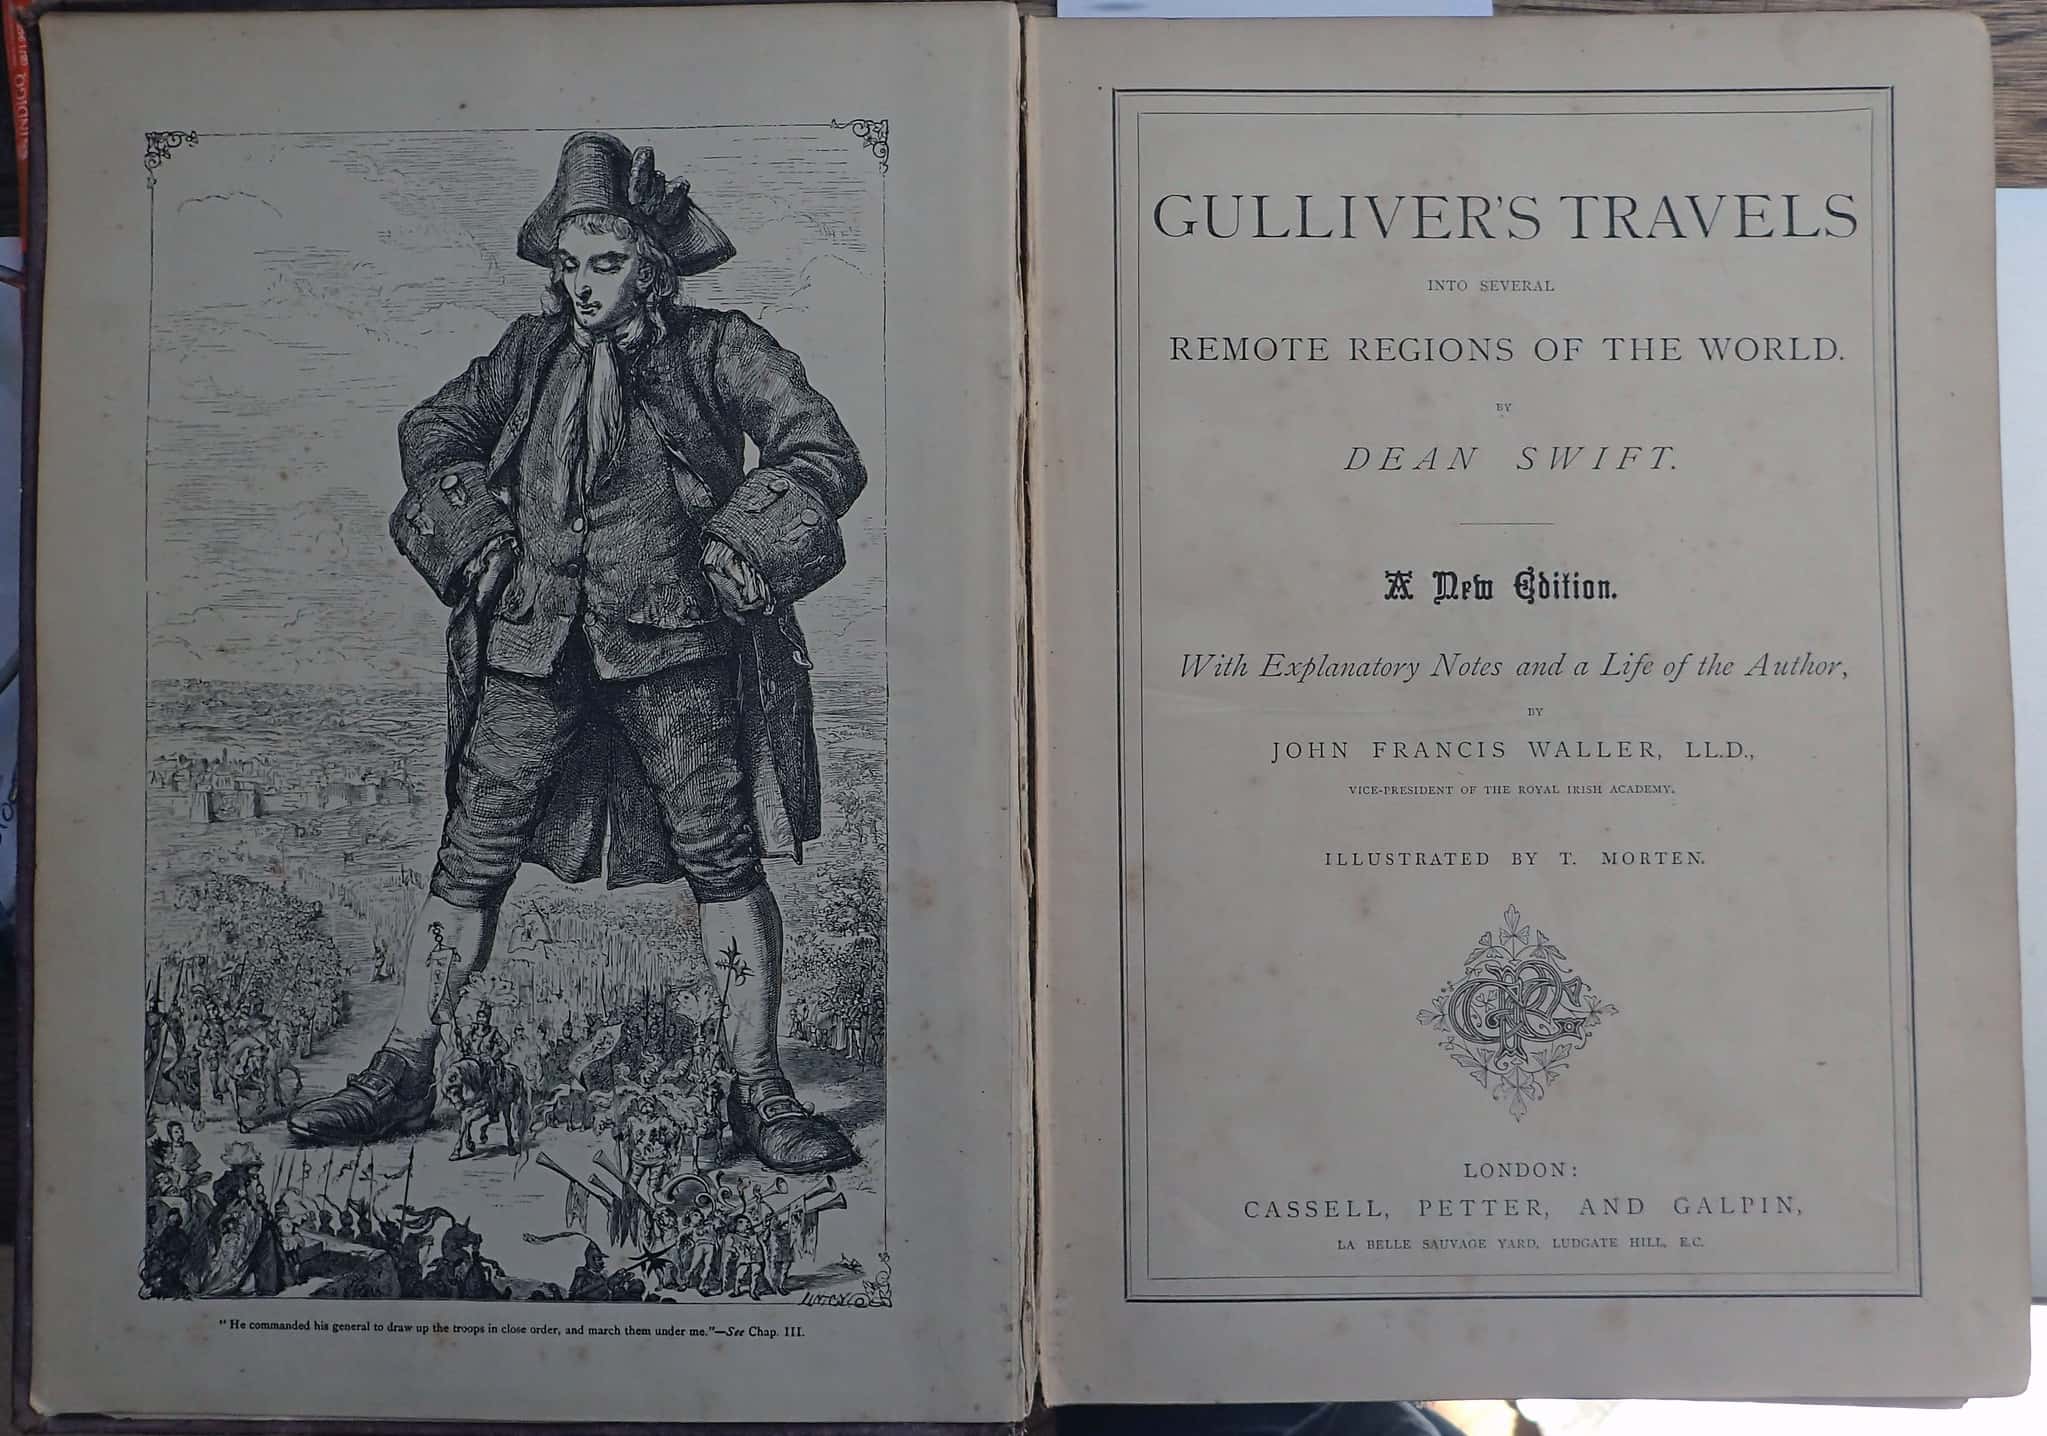 INDIGO
"He commanded his general to draw up the troops in close order, and march them under me."—See Chap. III.
GULLIVER'S TRAVELS
INTO SEVERAL
REMOTE REGIONS OF THE WORLD.
BY
DEAN SWIFT.
A New Edition.
With Explanatory Notes and a Life of the Author,
BY
JOHN FRANCIS WALLER, LL.D.,
VICE-PRESIDENT OF THE ROYAL IRISH ACADEMY.
ILLUSTRATED BY T. MORTEN.
CPG
LONDON:
CASSELL, PETTER, AND GALPIN,
LA BELLE SAUVAGE YARD, LUDGATE HILL, E.C.